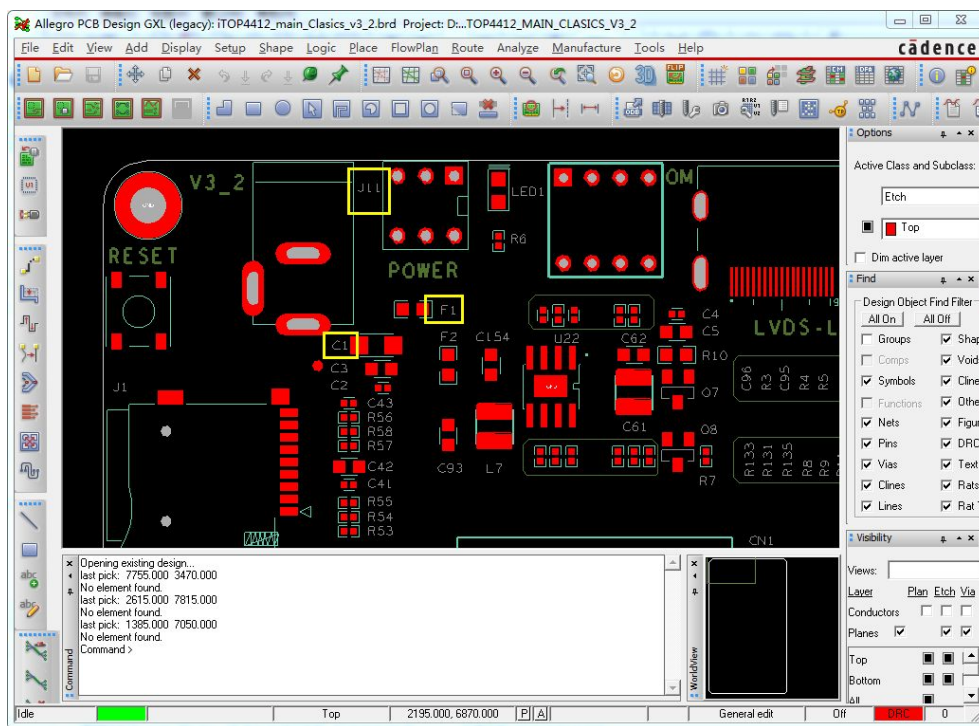 Allegro PCB Design GXL (legacy): iTOP4412_main_Clasics_v3_2.brd Project: D:...TOP4412_MAIN_CLASICS_V3_2
File Edit View Add Display Setup Shape Logic Place FlowPlan Route Analyze Manufacture Tools Help
cādence
Options
Active Class and Subclass:
Etch
Top
Dim active layer
Find
Design Object Find Filter
All On All Off
Groups Shap
Comps Void
Symbols Cline
Functions Othe
Nets Figur
Pins DRC
Vias Text
Clines Rats
Lines Rat
Visibility
Views:
Layer Plan Etch Via
Conductors
Planes
Top
Bottom
All
V3_2
RESET
POWER
LED1
R6
OM
F1
F2
C154
U22
C62
C4
C5
R10
LVDS-L
C1
C3
C2
J1
C43
R56
R58
R57
C42
C41
R55
R54
R53
C93
L7
C61
R7
C96
R3
C95
R4
R5
R133
R131
R135
R8
R9
CN1
Opening existing design...
last pick: 7755.000 3470.000
No element found.
last pick: 2615.000 7815.000
No element found.
last pick: 1385.000 7050.000
No element found.
Command >
Command
WorldView
Idle Top 2195.000, 6870.000 P A General edit Off DRC 0